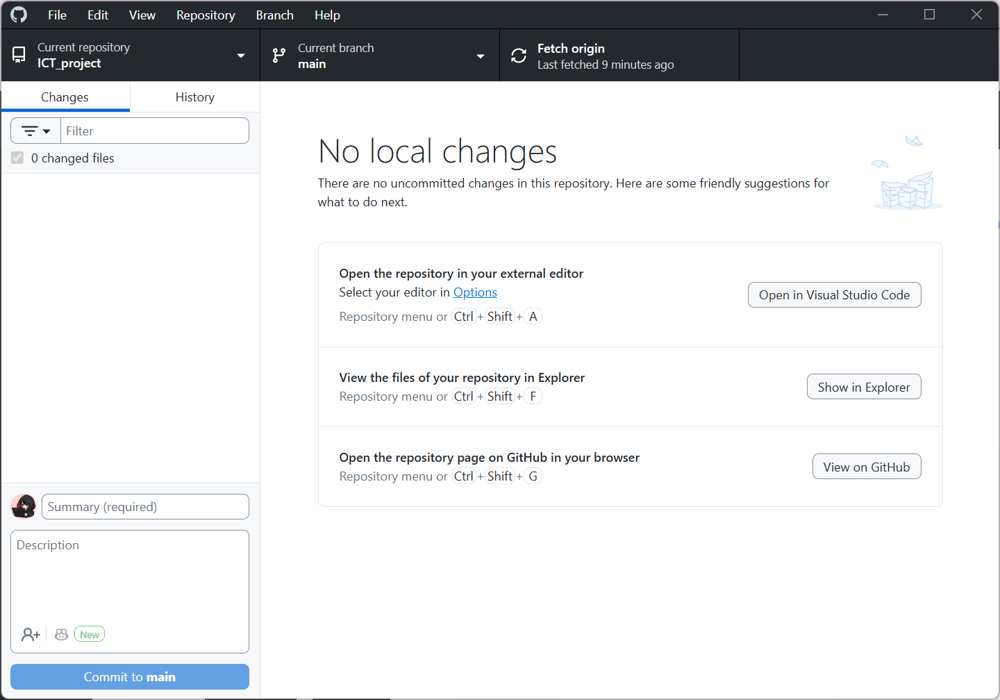 File Edit View Repository Branch Help
Current repository
ICT_project
Current branch
main
Fetch origin
Last fetched 9 minutes ago
Changes
History
Filter
0 changed files
No local changes
There are no uncommitted changes in this repository. Here are some friendly suggestions for
what to do next.
Open the repository in your external editor
Select your editor in Options
Repository menu or Ctrl + Shift + A
Open in Visual Studio Code
View the files of your repository in Explorer
Repository menu or Ctrl + Shift + F
Show in Explorer
Open the repository page on GitHub in your browser
Repository menu or Ctrl + Shift + G
View on GitHub
Summary (required)
Description
New
Commit to main